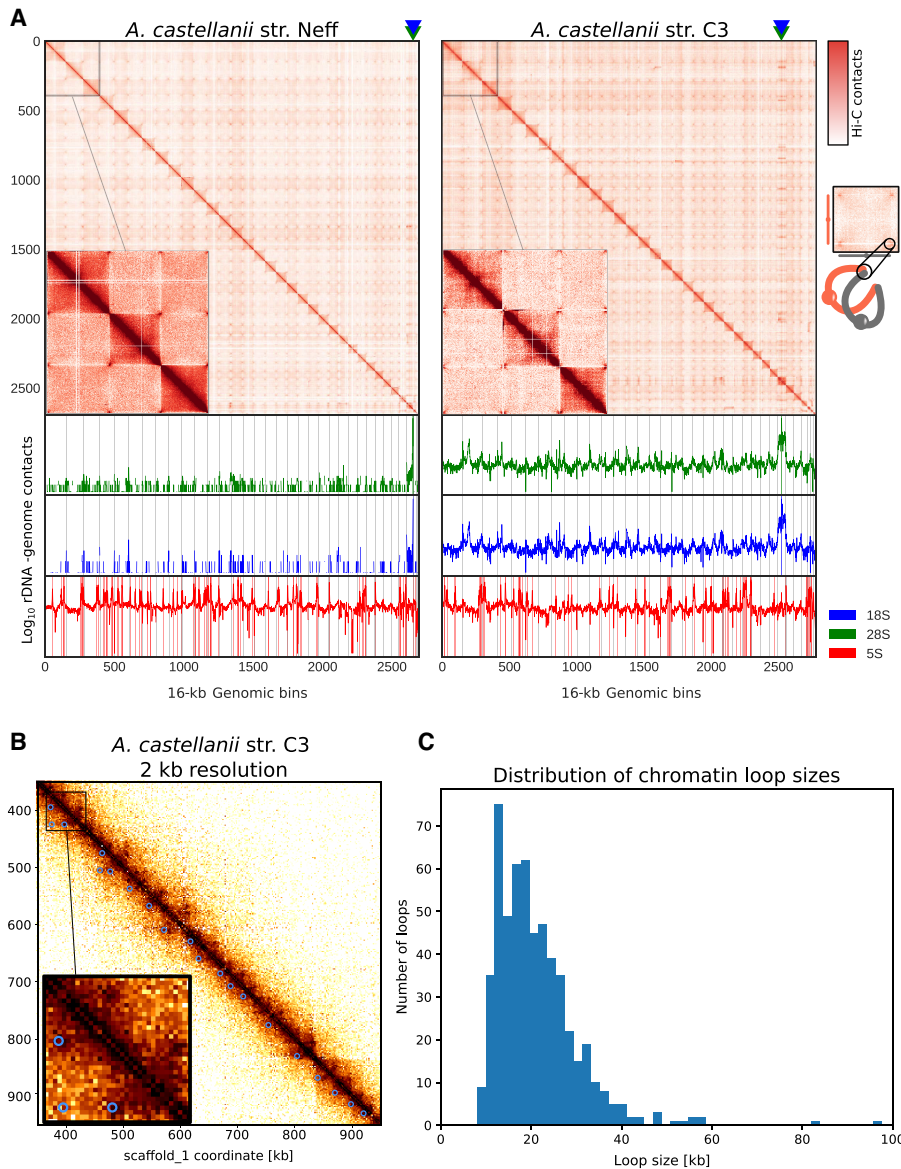 A
A. castellanii str. Neff
A. castellanii str. C3
0
500
1000
1500
2000
2500
Hi-C contacts
Log10 rDNA -genome contacts
0 500 1000 1500 2000 2500
0 500 1000 1500 2000 2500
16-kb Genomic bins
16-kb Genomic bins
18S
28S
5S
B
A. castellanii str. C3
2 kb resolution
400
500
600
700
800
900
400 500 600 700 800 900
scaffold_1 coordinate [kb]
C
Distribution of chromatin loop sizes
Number of loops
70
60
50
40
30
20
10
0
0 20 40 60 80 100
Loop size [kb]